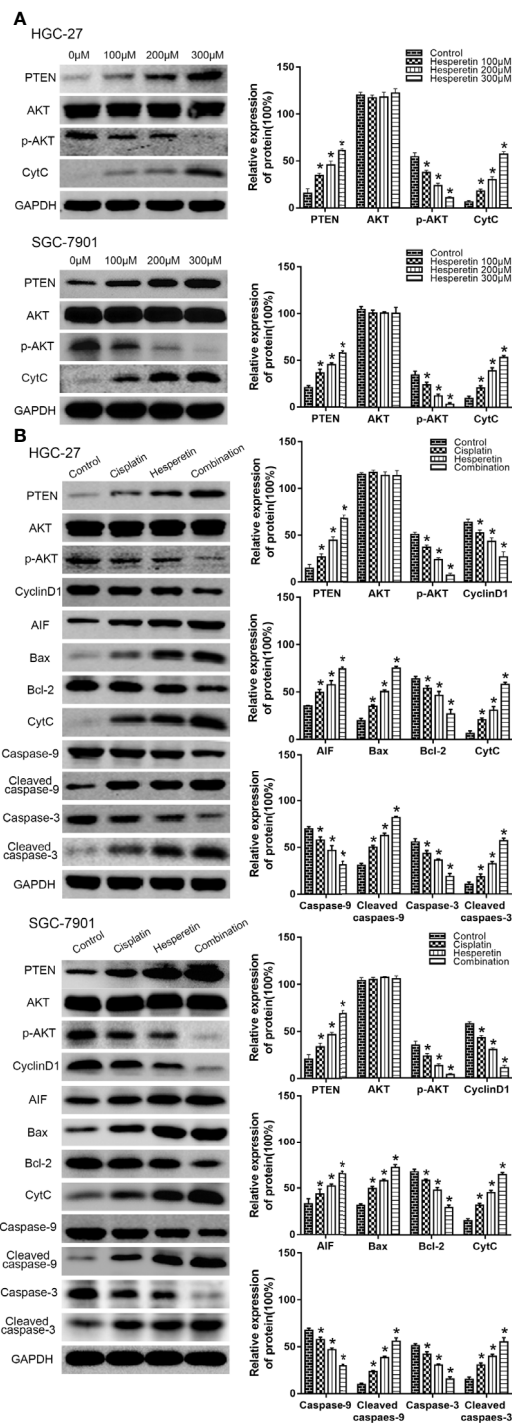 A
HGC-27
0μM 100μM 200μM 300μM
PTEN
AKT
p-AKT
CytC
GAPDH
Relative expression
of protein(100%)
150
100
50
0
Control
Hesperetin 100μM
Hesperetin 200μM
Hesperetin 300μM
* * * * * * * * *
PTEN AKT p-AKT CytC
SGC-7901
0μM 100μM 200μM 300μM
PTEN
AKT
p-AKT
CytC
GAPDH
Relative expression
of protein(100%)
150
100
50
0
Control
Hesperetin 100μM
Hesperetin 200μM
Hesperetin 300μM
* * * * * * * * *
PTEN AKT p-AKT CytC
B
HGC-27
Control Cisplatin Hesperetin Combination
PTEN
AKT
p-AKT
CyclinD1
AIF
Bax
Bcl-2
CytC
Caspase-9
Cleaved
caspase-9
Caspase-3
Cleaved
caspase-3
GAPDH
Relative expression
of protein(100%)
150
100
50
0
Control
Cisplatin
Hesperetin
Combination
* * * * * * * * *
PTEN AKT p-AKT CyclinD1
Relative expression
of protein(100%)
150
100
50
0
* * * * * * * * * * * *
AIF Bax Bcl-2 CytC
Relative expression
of protein(100%)
150
100
50
0
* * * * * * * * * * * *
Caspase-9 Cleaved Caspase-3 Cleaved
caspaes-9 caspaes-3
SGC-7901
Control Cisplatin Hesperetin Combination
PTEN
AKT
p-AKT
CyclinD1
AIF
Bax
Bcl-2
CytC
Caspase-9
Cleaved
caspase-9
Caspase-3
Cleaved
caspase-3
GAPDH
Relative expression
of protein(100%)
150
100
50
0
Control
Cisplatin
Hesperetin
Combination
* * * * * * * * *
PTEN AKT p-AKT CyclinD1
Relative expression
of protein(100%)
150
100
50
0
* * * * * * * * * * * *
AIF Bax Bcl-2 CytC
Relative expression
of protein(100%)
150
100
50
0
* * * * * * * * * * * *
Caspase-9 Cleaved Caspase-3 Cleaved
caspaes-9 caspaes-3